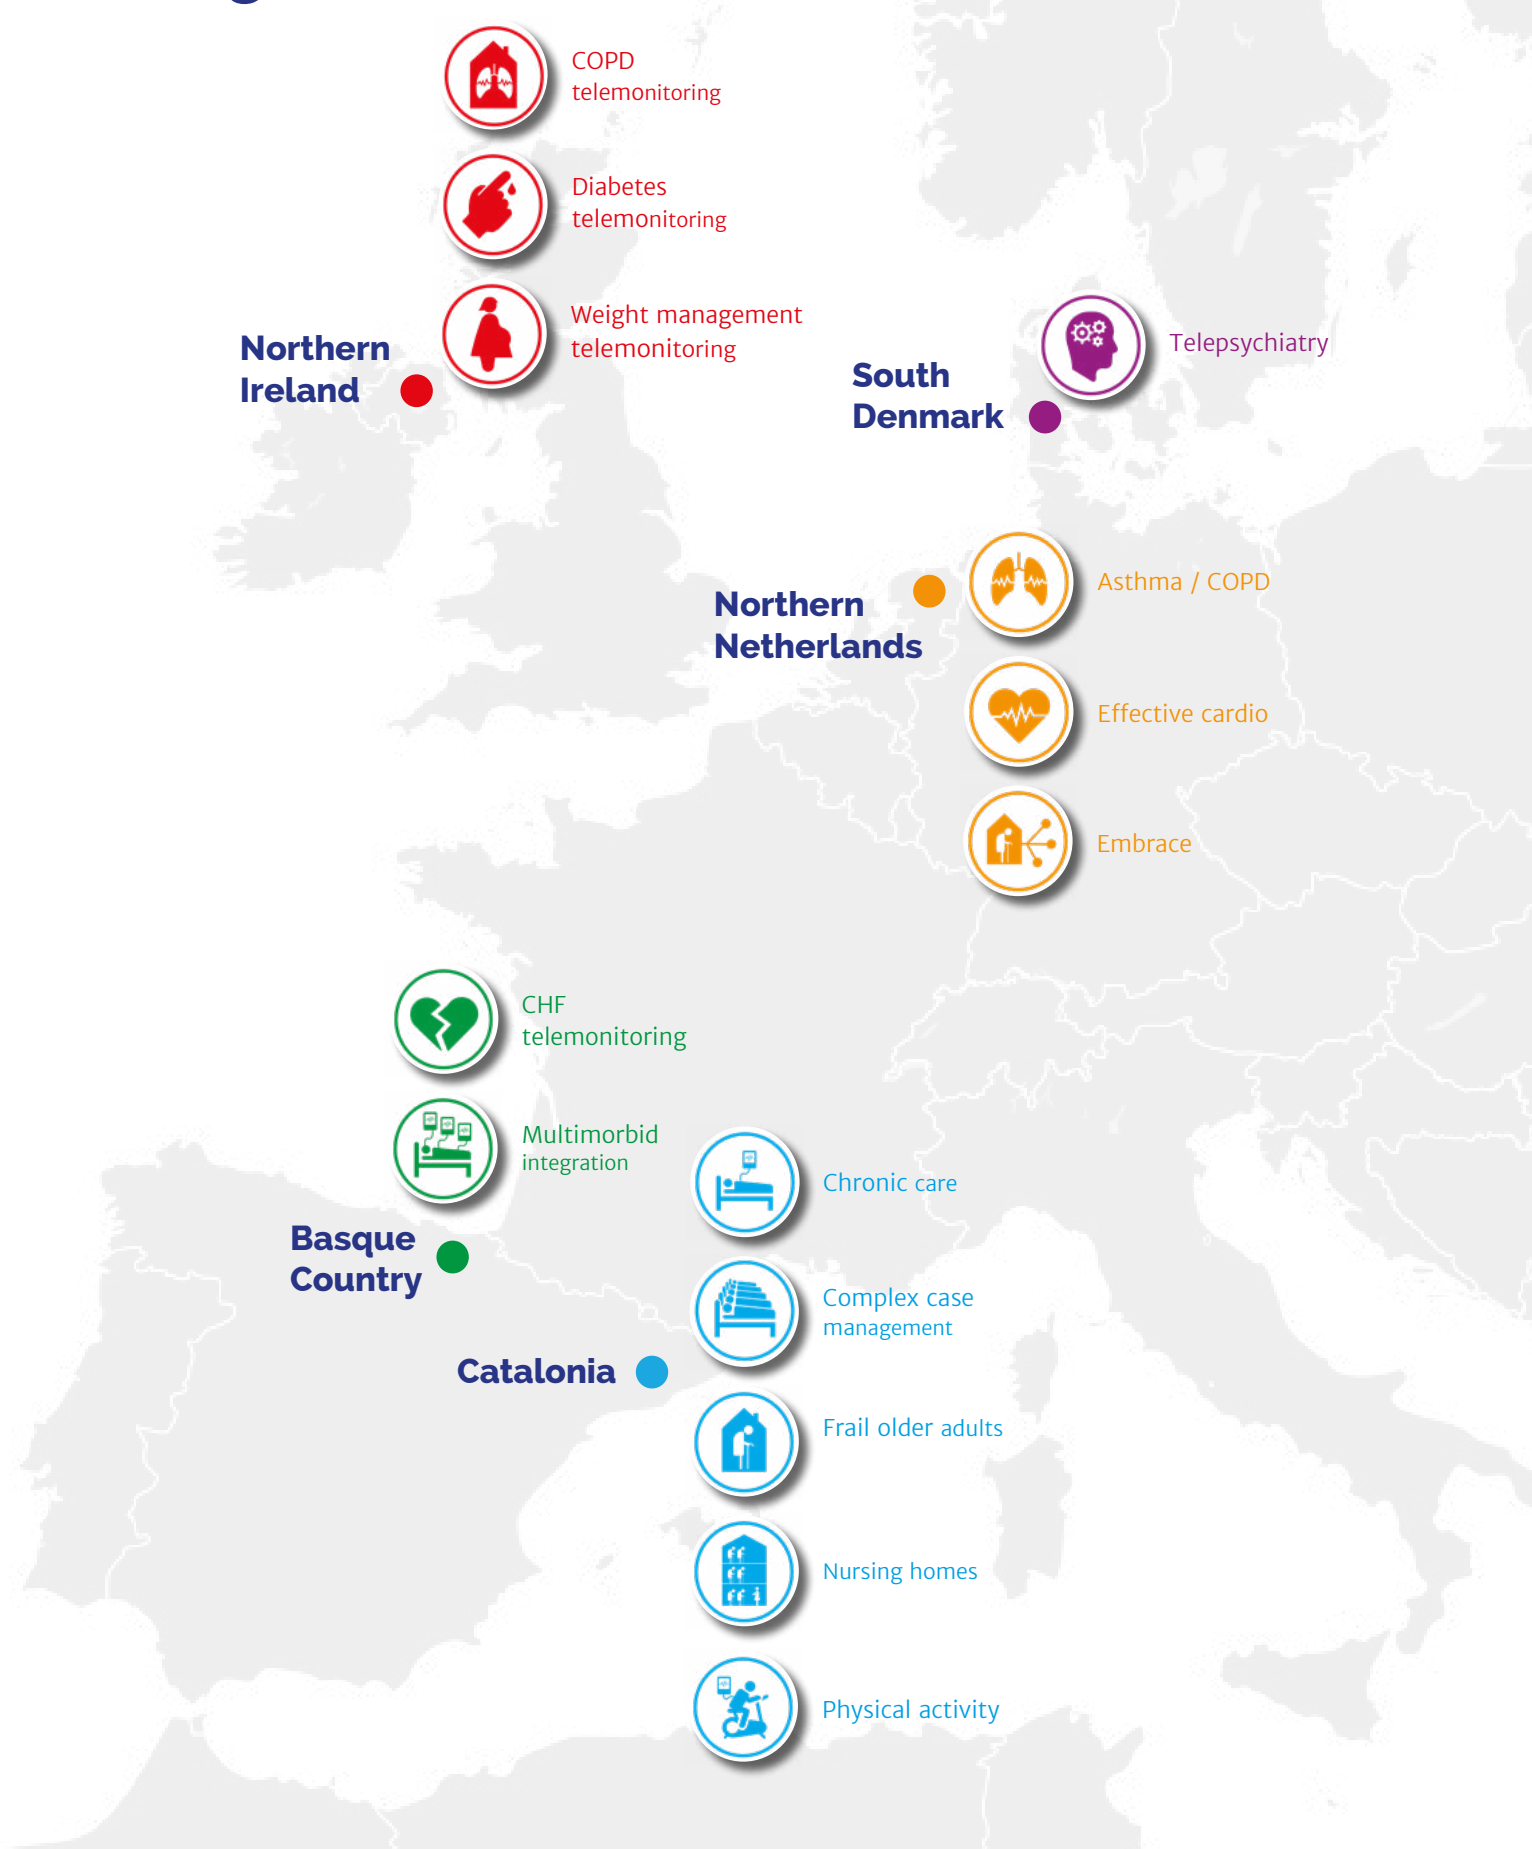 COPD
telemonitoring
Diabetes
telemonitoring
Weight management
telemonitoring
Northern
Ireland
Telepsychiatry
South
Denmark
Asthma / COPD
Northern
Netherlands
Effective cardio
Embrace
CHF
telemonitoring
Multimorbid
integration
Basque
Country
Chronic care
Complex case
management
Catalonia
Frail older adults
Nursing homes
Physical activity